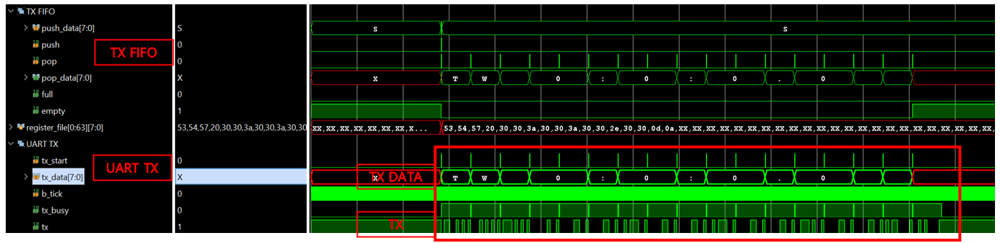 TX FIFO
push_data[7:0] S S S
push 0
TX FIFO
pop 0
pop_data[7:0] X X T W 0 : 0 : 0 . 0
full 0
empty 1
register_file[0:63][7:0] 53,54,57,20,30,30,3a,30,30,3a,30,30 xx,xx,xx,xx,xx,xx,xx,x... 53,54,57,20,30,30,3a,30,30,3a,30,30,2e,30,30,0d,0a,xx,xx,xx,xx,xx,xx,xx,xx,xx,xx,xx,xx,xx,xx,xx,xx,xx,xx,
UART TX
tx_start 0
UART TX
tx_data[7:0] X X TX DATA T W 0 : 0 : 0 . 0
b_tick 0
tx_busy 0
TX
tx 1